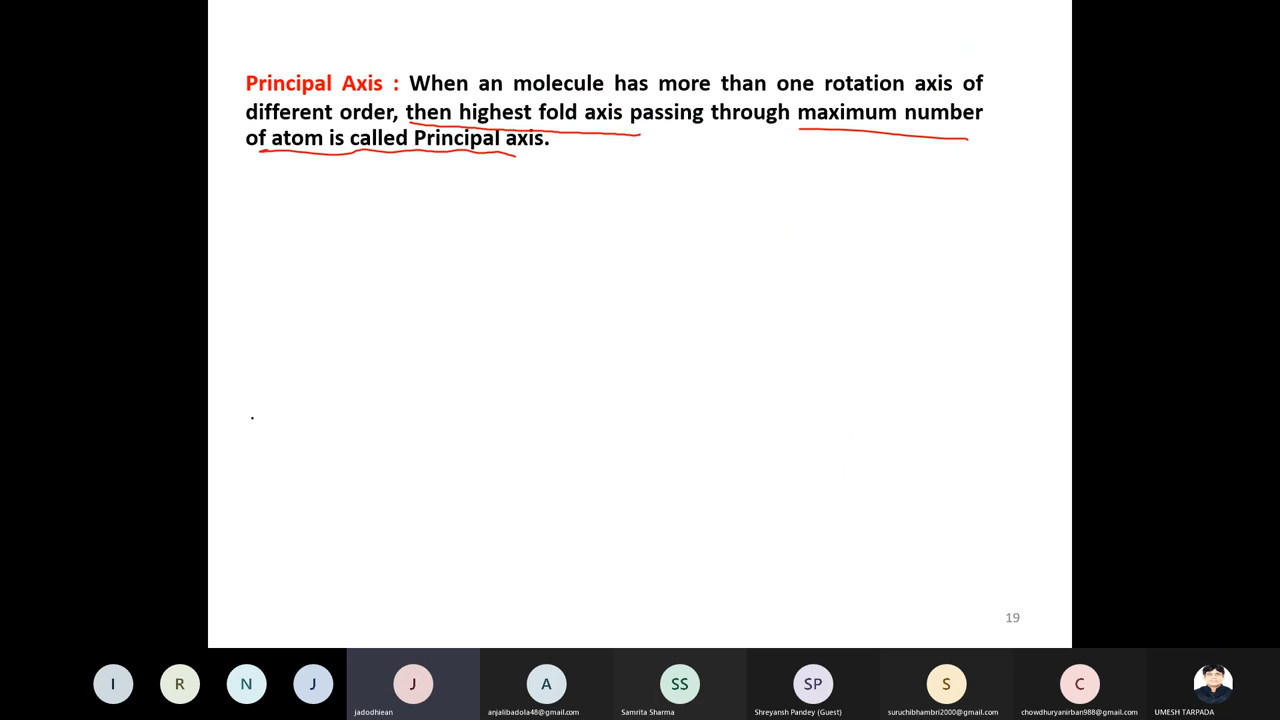 Principal Axis : When an molecule has more than one rotation axis of
different order, then highest fold axis passing through maximum number
of atom is called Principal axis.
19
I R N J J A SS SP S C
jadodhiean anjalibadola48@gmail.com Samrita Sharma Shreyansh Pandey (Guest) suruchibhambri2000@gmail.com chowdhuryanirban988@gmail.com UMESH TARPADA